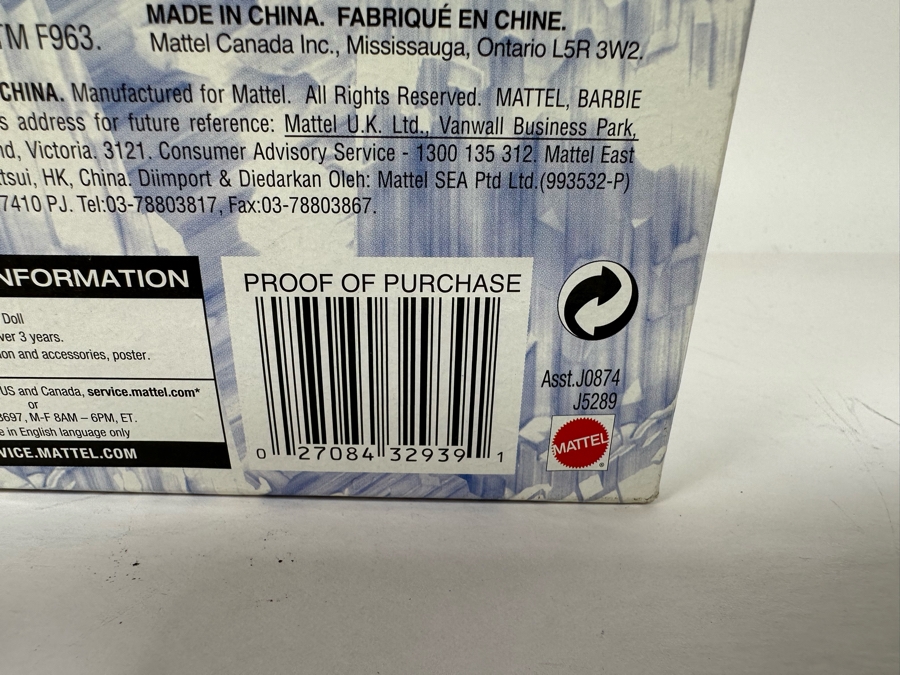 MADE IN CHINA. FABRIQUÉ EN CHINE.
TM F963. Mattel Canada Inc., Mississauga, Ontario L5R 3W2.
CHINA. Manufactured for Mattel. All Rights Reserved. MATTEL, BARBIE
s address for future reference: Mattel U.K. Ltd., Vanwall Business Park,
nd, Victoria. 3121. Consumer Advisory Service - 1300 135 312. Mattel East
tsui, HK, China. Diimport & Diedarkan Oleh: Mattel SEA Ptd Ltd.(993532-P)
7410 PJ. Tel:03-78803817, Fax:03-78803867.
NFORMATION
Doll
ver 3 years.
on and accessories, poster.
US and Canada, service.mattel.com*
or
3697, M-F 8AM – 6PM, ET.
e in English language only
VICE.MATTEL.COM
PROOF OF PURCHASE
0 27084 32939 1
Asst.J0874
J5289
MATTEL
®